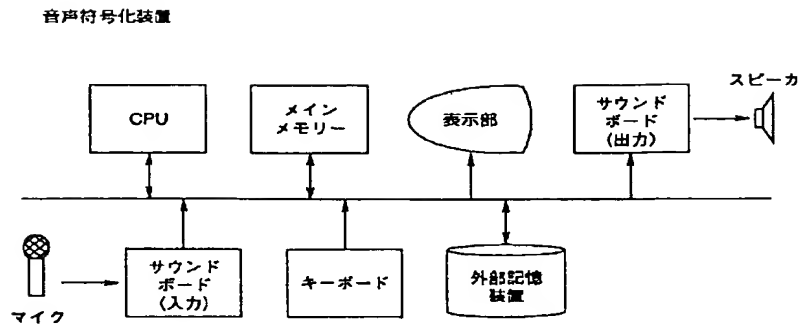 音声符号化装置
CPU
メイン
メモリー
表示部
サウンド
ボード
(出力)
スピーカ
マイク
サウンド
ボード
(入力)
キーボード
外部記憶
装置